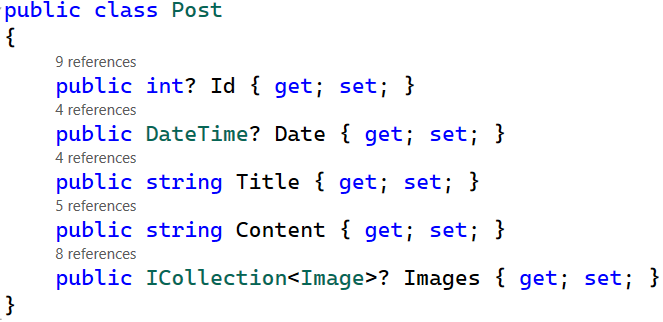 public class Post
{
9 references
public int? Id { get; set; }
4 references
public DateTime? Date { get; set; }
4 references
public string Title { get; set; }
5 references
public string Content { get; set; }
8 references
public ICollection<Image>? Images { get; set; }
}